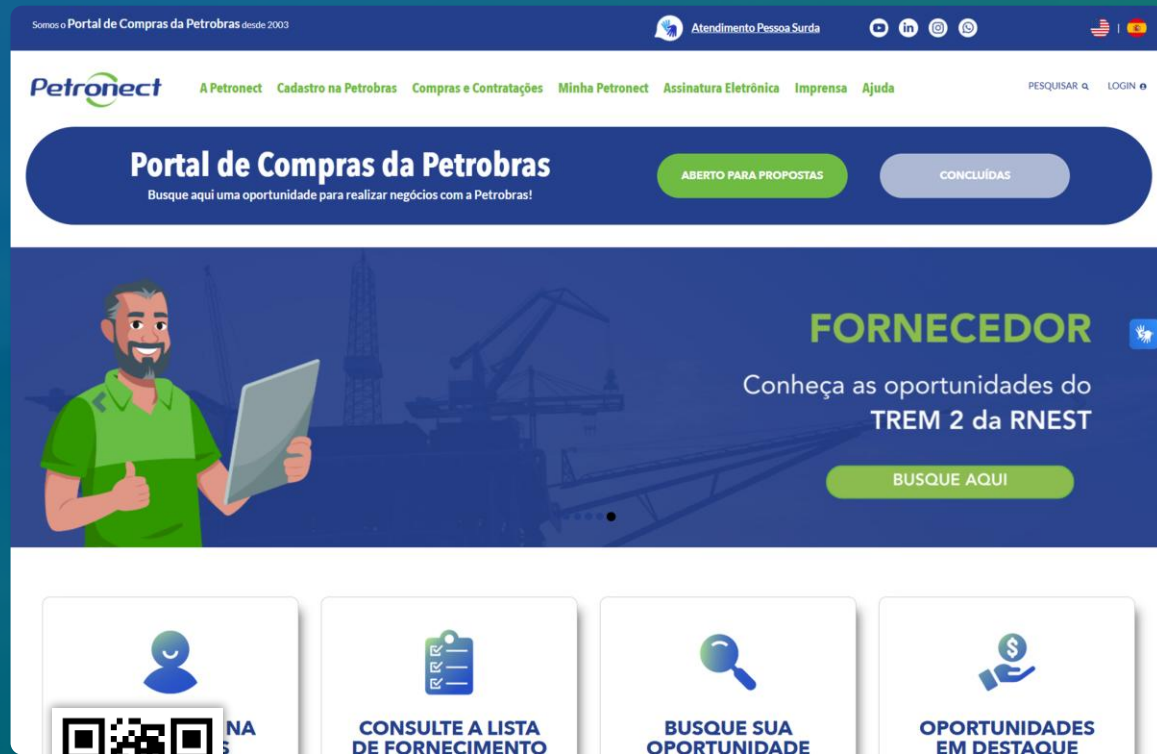 Somos o Portal de Compras da Petrobras desde 2003
Atendimento Pessoa Surda
Petronect
A Petronect Cadastro na Petrobras Compras e Contratações Minha Petronect Assinatura Eletrônica Imprensa Ajuda
PESQUISAR LOGIN
Portal de Compras da Petrobras
Busque aqui uma oportunidade para realizar negócios com a Petrobras!
ABERTO PARA PROPOSTAS
CONCLUÍDAS
FORNECEDOR
Conheça as oportunidades do
TREM 2 da RNEST
BUSQUE AQUI
NA
S
CONSULTE A LISTA
DE FORNECIMENTO
BUSQUE SUA
OPORTUNIDADE
OPORTUNIDADES
EM DESTAQUE